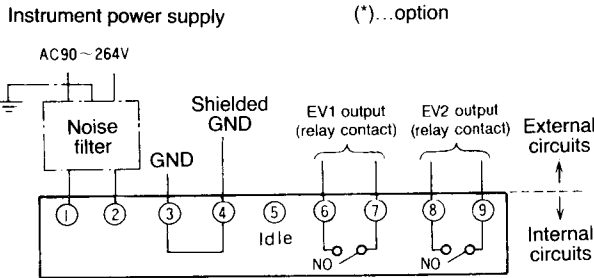 Instrument power supply
(*)...option
AC90~264V
Noise
filter
GND
Shielded
GND
EV1 output
(relay contact)
EV2 output
(relay contact)
External
circuits
1 2 3 4 5 6 7 8 9
Idle
NO
NO
Internal
circuits